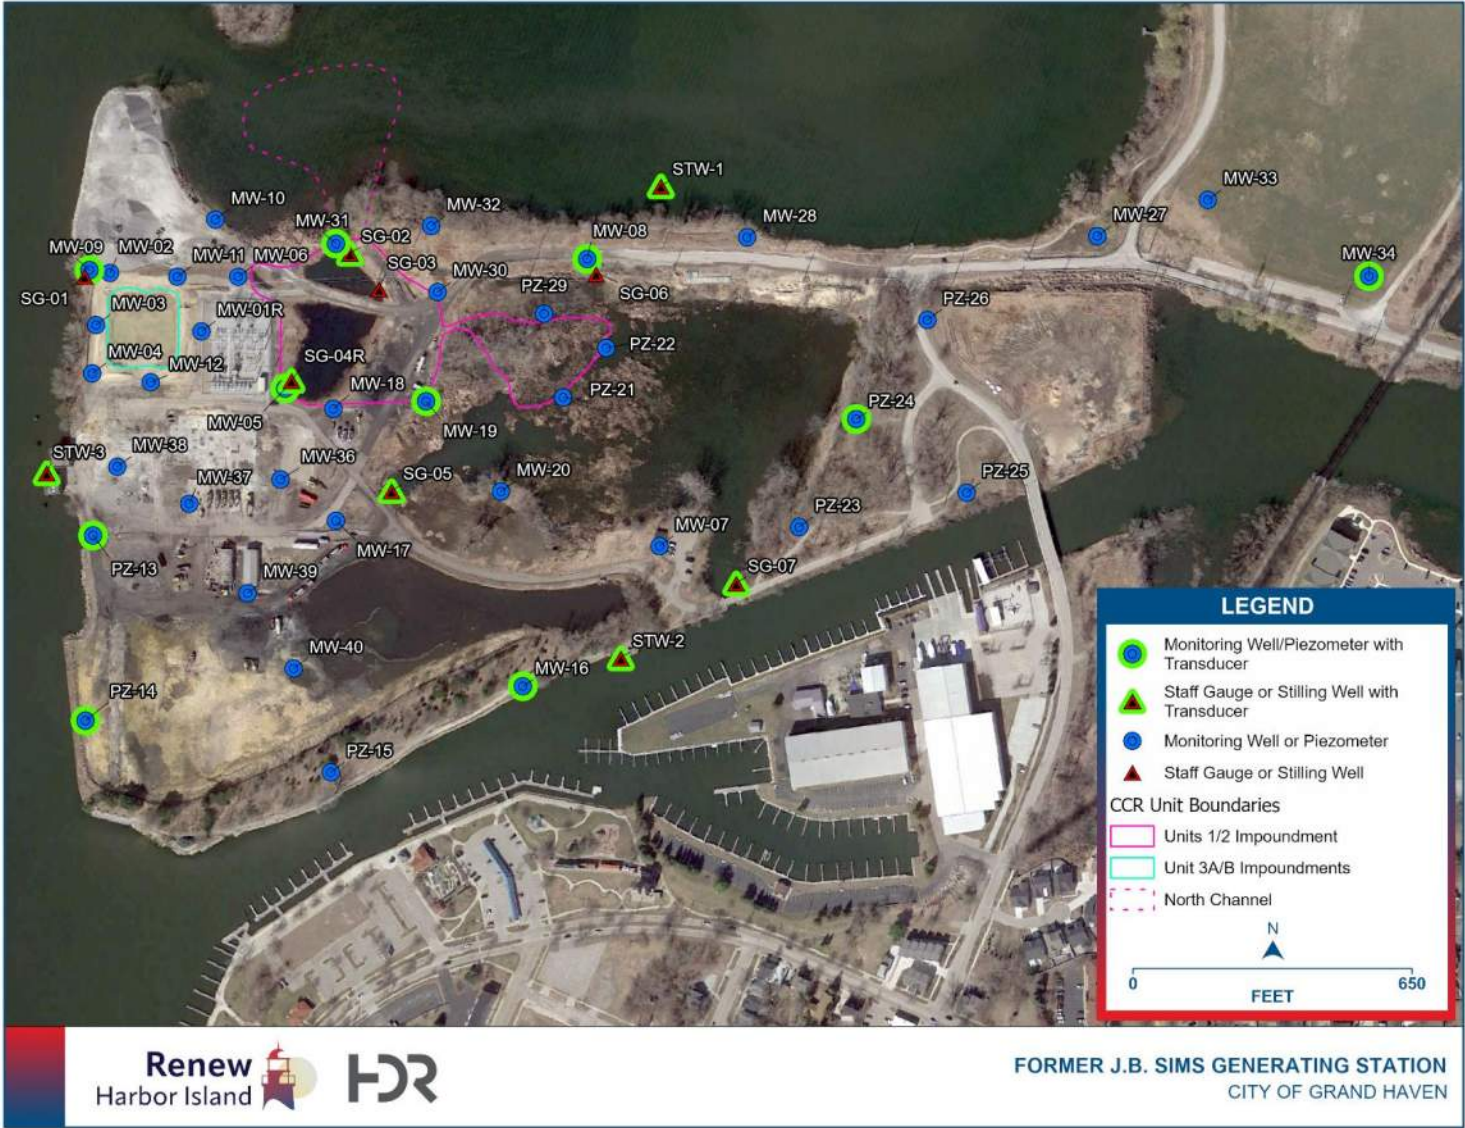 STW-1
MW-33
MW-10
MW-32
MW-31
MW-28
MW-27
SG-02
MW-08
MW-09
MW-02
MW-11
MW-06
SG-03
MW-30
MW-34
SG-01
MW-03
MW-01R
PZ-29
SG-06
PZ-26
PZ-22
SG-04R
MW-04
MW-12
MW-18
PZ-21
PZ-24
MW-05
MW-19
STW-3
MW-38
MW-36
SG-05
MW-20
PZ-25
MW-37
PZ-23
MW-07
MW-17
PZ-13
MW-39
SG-07
STW-2
MW-40
MW-16
PZ-14
PZ-15
LEGEND
Monitoring Well/Piezometer with
Transducer
Staff Gauge or Stilling Well with
Transducer
Monitoring Well or Piezometer
Staff Gauge or Stilling Well
CCR Unit Boundaries
Units 1/2 Impoundment
Unit 3A/B Impoundments
North Channel
N
0
650
FEET
Renew
Harbor Island
HDR
FORMER J.B. SIMS GENERATING STATION
CITY OF GRAND HAVEN